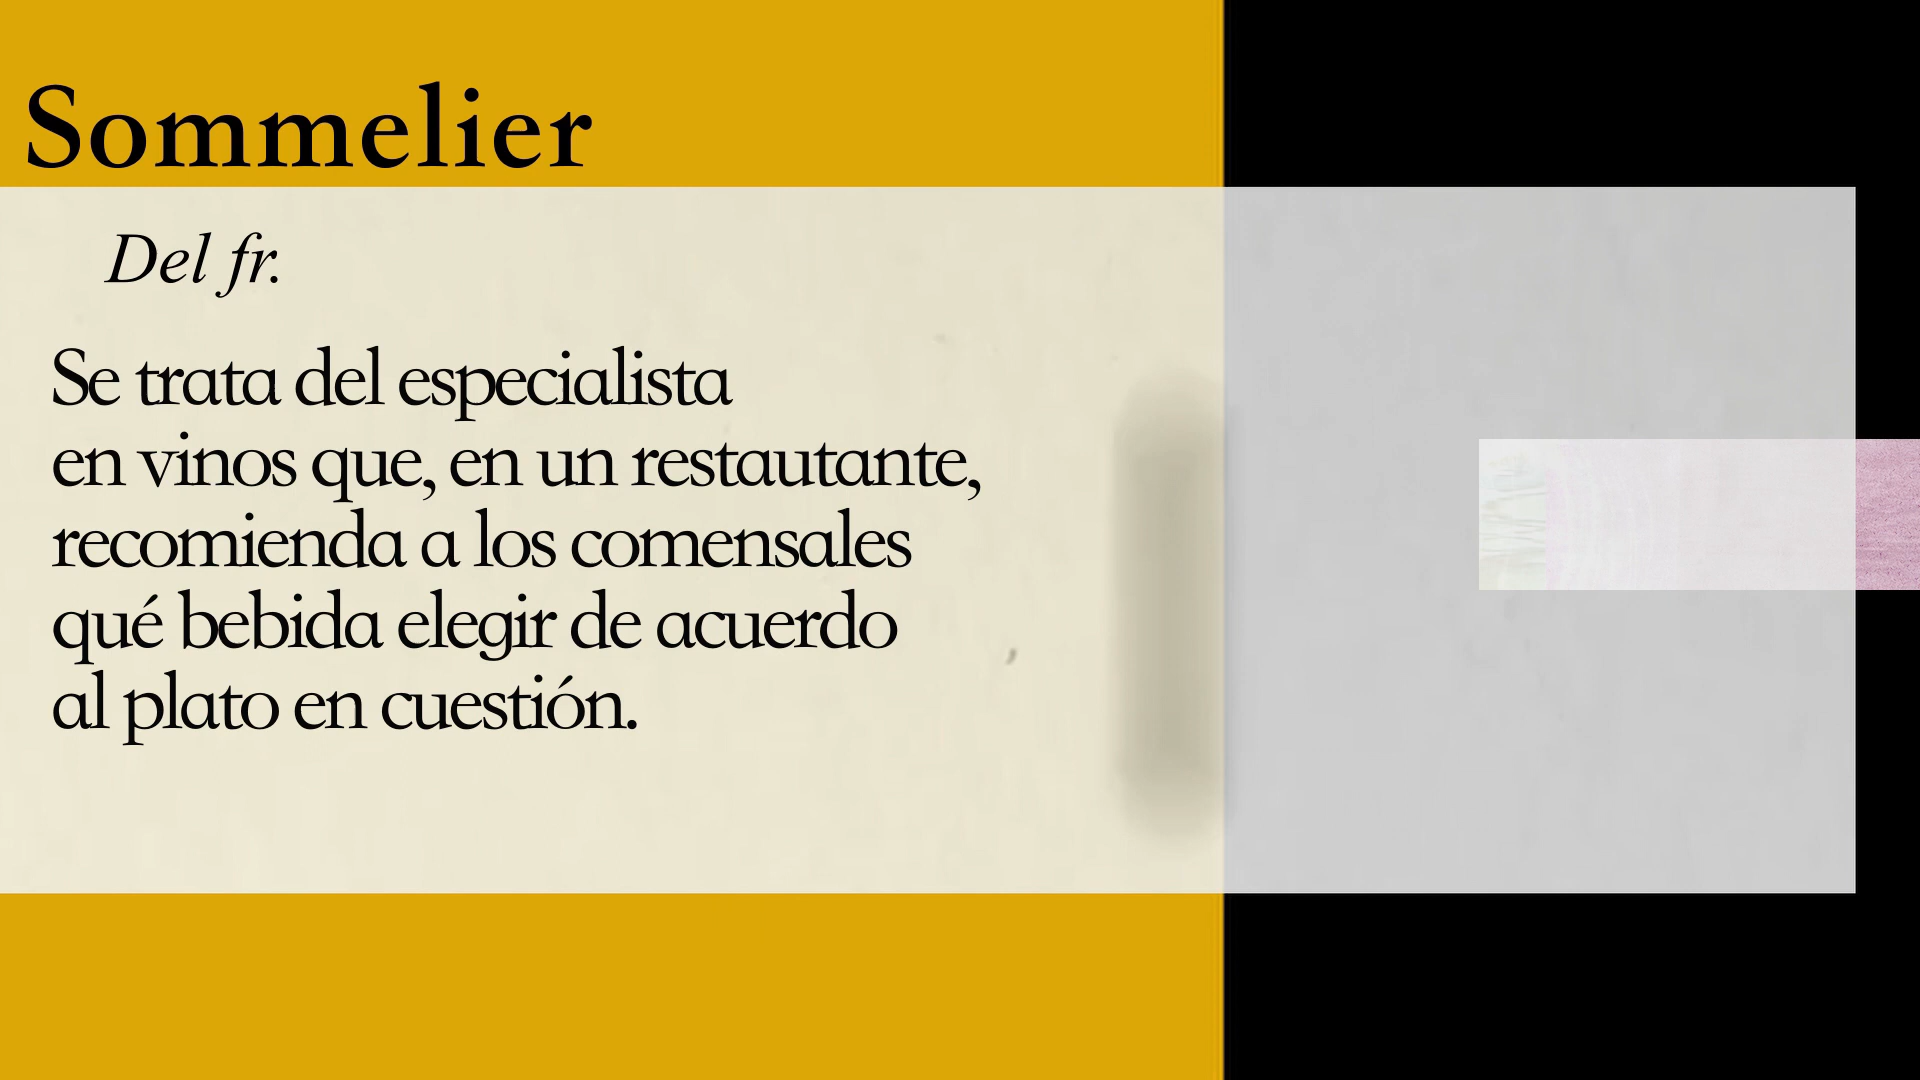 Sommelier
Del fr.
Se trata del especialista
en vinos que, en un restautante,
recomienda a los comensales
qué bebida elegir de acuerdo
al plato en cuestión.